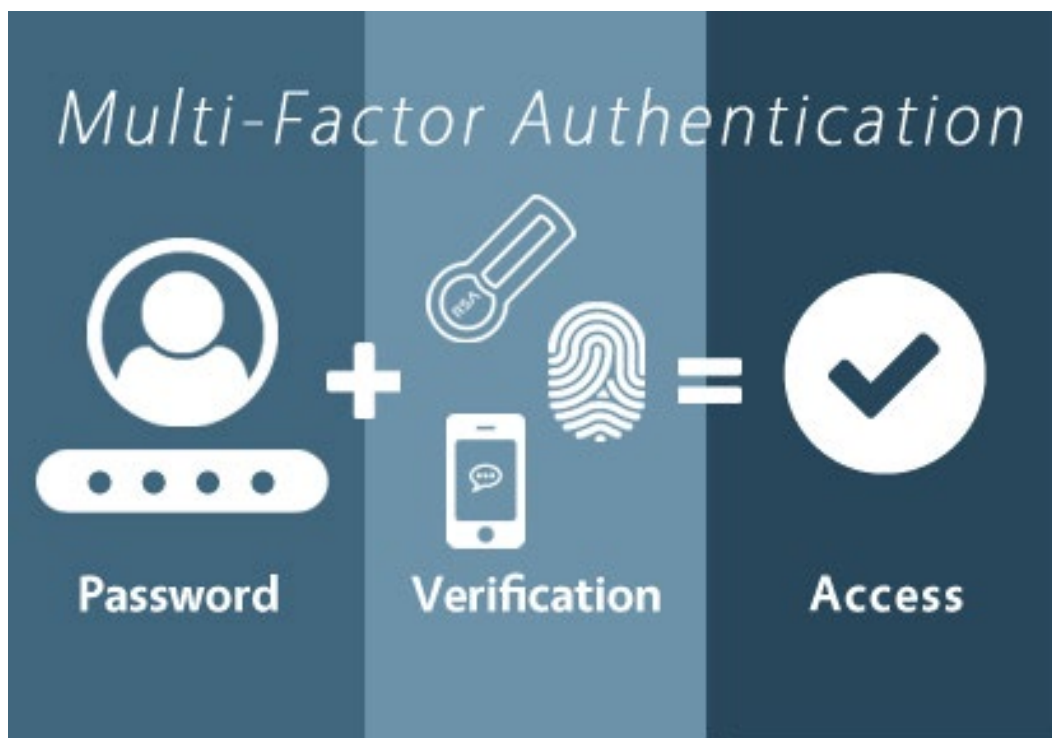 Multi-Factor Authentication
RSA
Password
Verification
Access